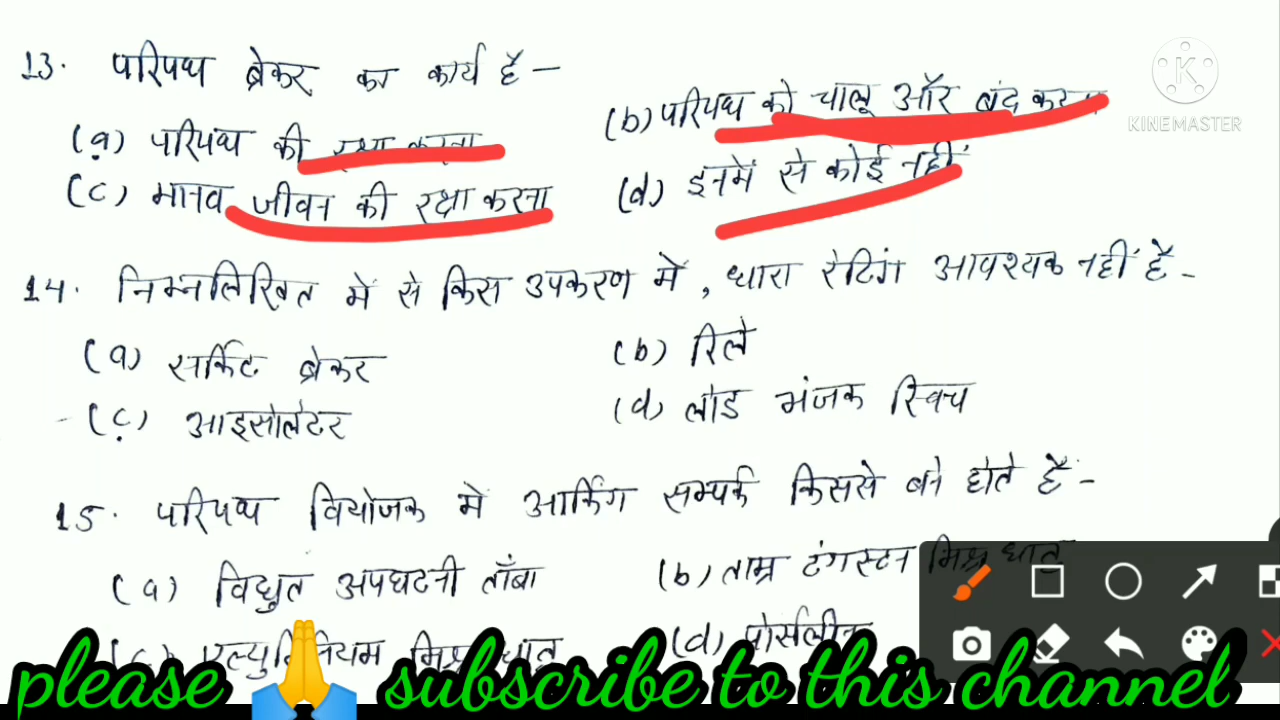 13. परिपथ ब्रेकर का कार्य है -
(a) परिपथ की रक्षा करना
(b) परिपथ को चालू और बंद करना
(c) मानव जीवन की रक्षा करना
(d) इनमें से कोई नहीं
KINEMASTER
14. निम्नलिखित में से किस उपकरण में, धारा रेटिंग आवश्यक नहीं है -
(a) सर्किट ब्रेकर
(b) रिले
(c) आइसोलेटर
(d) लोड भंजक स्विच
15. परिपथ वियोजक में आर्किंग सम्पर्क किससे बने होते हैं -
(a) विद्युत अपघटनी ताँबा
(b) ताम्र टंगस्टन मिश्र धातु
(c) एल्युमिनियम मिश्र धातु
(d) पोर्सलीन
please 🙏 subscribe to this channel